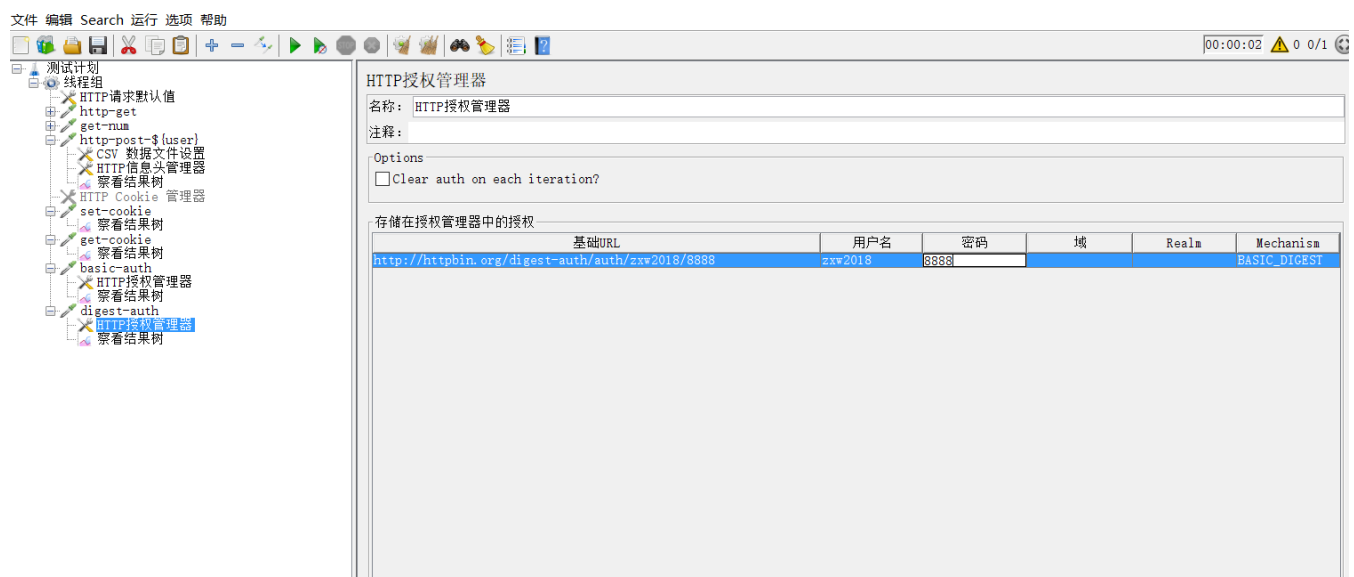 文件 编辑 Search 运行 选项 帮助
00:00:02 0 0/1
测试计划
线程组
HTTP请求默认值
http-get
get-num
http-post-${user}
CSV 数据文件设置
HTTP信息头管理器
察看结果树
HTTP Cookie 管理器
set-cookie
察看结果树
get-cookie
察看结果树
basic-auth
HTTP授权管理器
察看结果树
digest-auth
HTTP授权管理器
察看结果树
HTTP授权管理器
名称： HTTP授权管理器
注释：
Options
Clear auth on each iteration?
存储在授权管理器中的授权
基础URL 用户名 密码 域 Realm Mechanism
http://httpbin.org/digest-auth/auth/zxw2018/8888 zxw2018 8888 BASIC_DIGEST